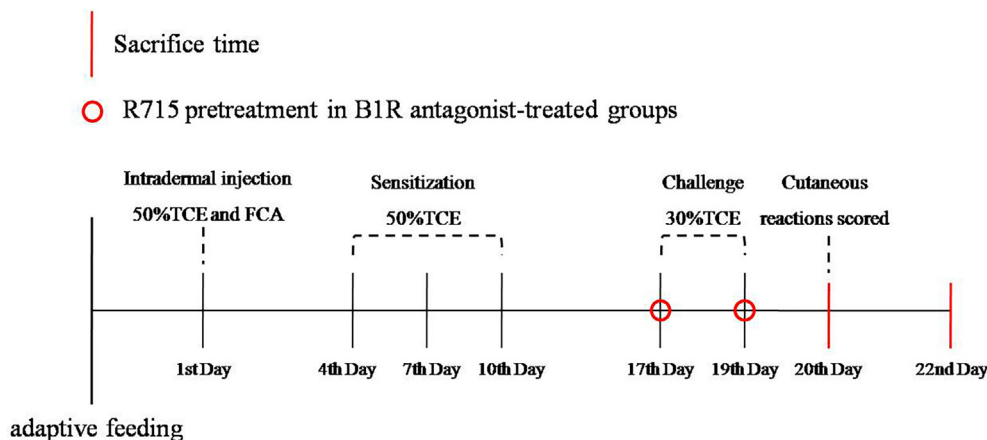 Sacrifice time
R715 pretreatment in B1R antagonist-treated groups
Intradermal injection
50%TCE and FCA
Sensitization
50%TCE
Challenge
30%TCE
Cutaneous
reactions scored
1st Day
4th Day
7th Day
10th Day
17th Day
19th Day
20th Day
22nd Day
adaptive feeding